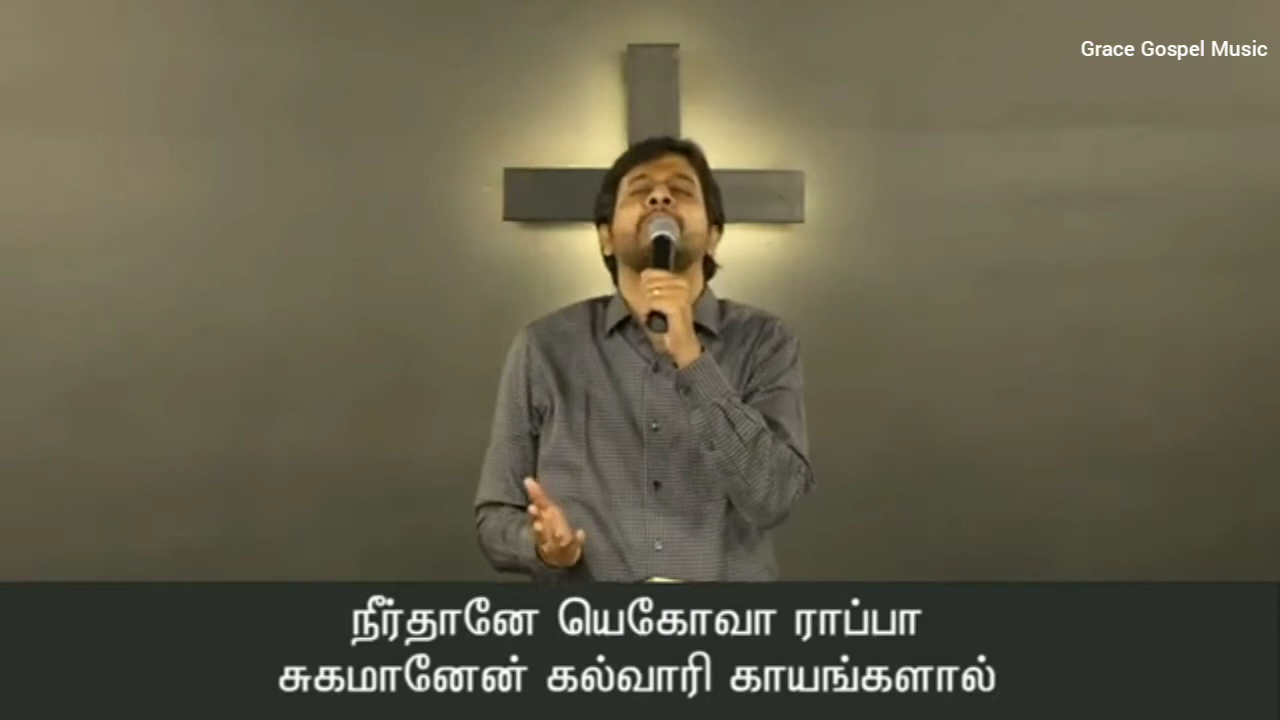 Grace Gospel Music
நீர்தானே யெகோவா ராப்பா
சுகமானேன் கல்வாரி காயங்களால்